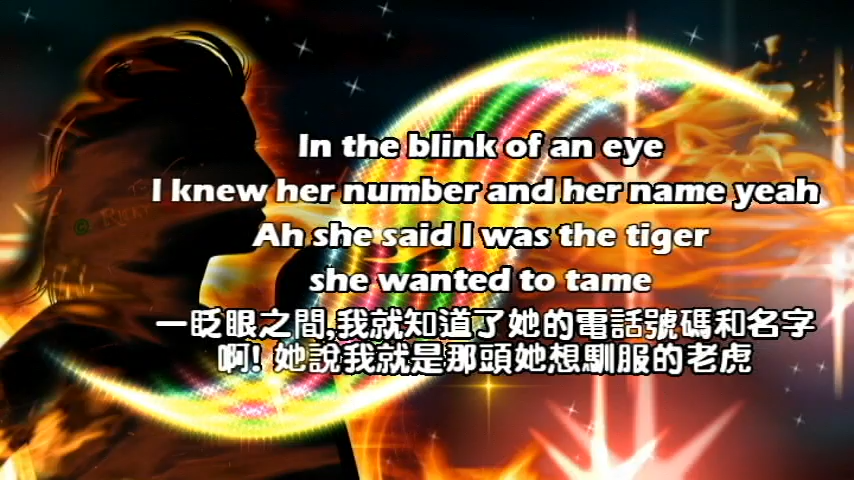 In the blink of an eye
I knew her number and her name yeah
Ah she said I was the tiger
she wanted to tame
一眨眼之間,我就知道了她的電話號碼和名字
啊! 她說我就是那頭她想馴服的老虎
© RICKY